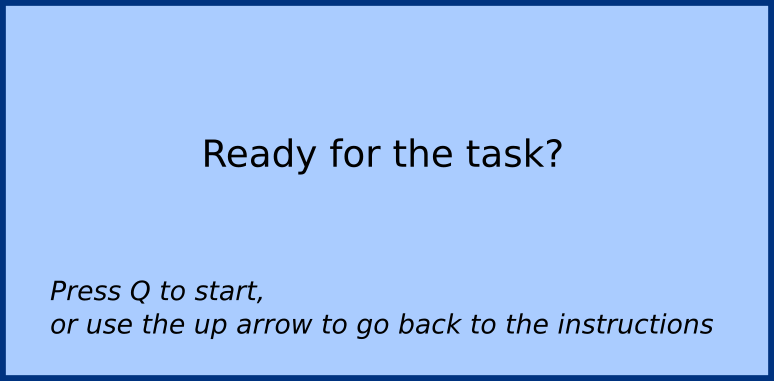 Ready for the task?
Press Q to start,
or use the up arrow to go back to the instructions